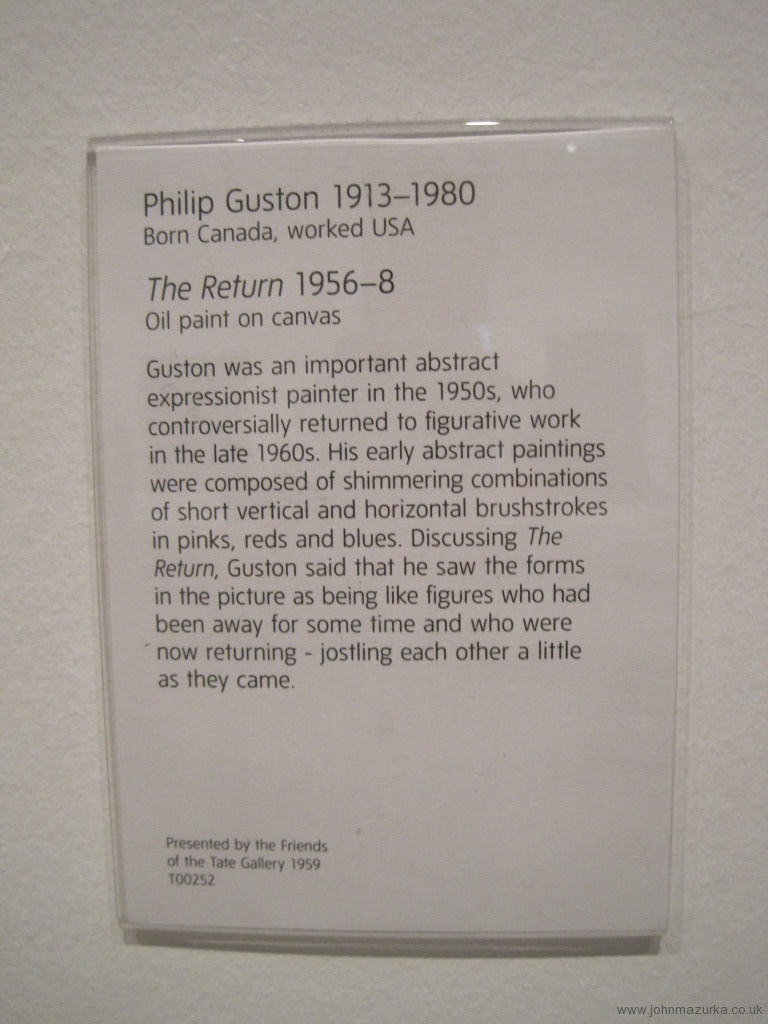 Philip Guston 1913–1980
Born Canada, worked USA
The Return 1956–8
Oil paint on canvas
Guston was an important abstract
expressionist painter in the 1950s, who
controversially returned to figurative work
in the late 1960s. His early abstract paintings
were composed of shimmering combinations
of short vertical and horizontal brushstrokes
in pinks, reds and blues. Discussing The
Return, Guston said that he saw the forms
in the picture as being like figures who had
been away for some time and who were
now returning - jostling each other a little
as they came.
Presented by the Friends
of the Tate Gallery 1959
T00252
www.johnmazurka.co.uk